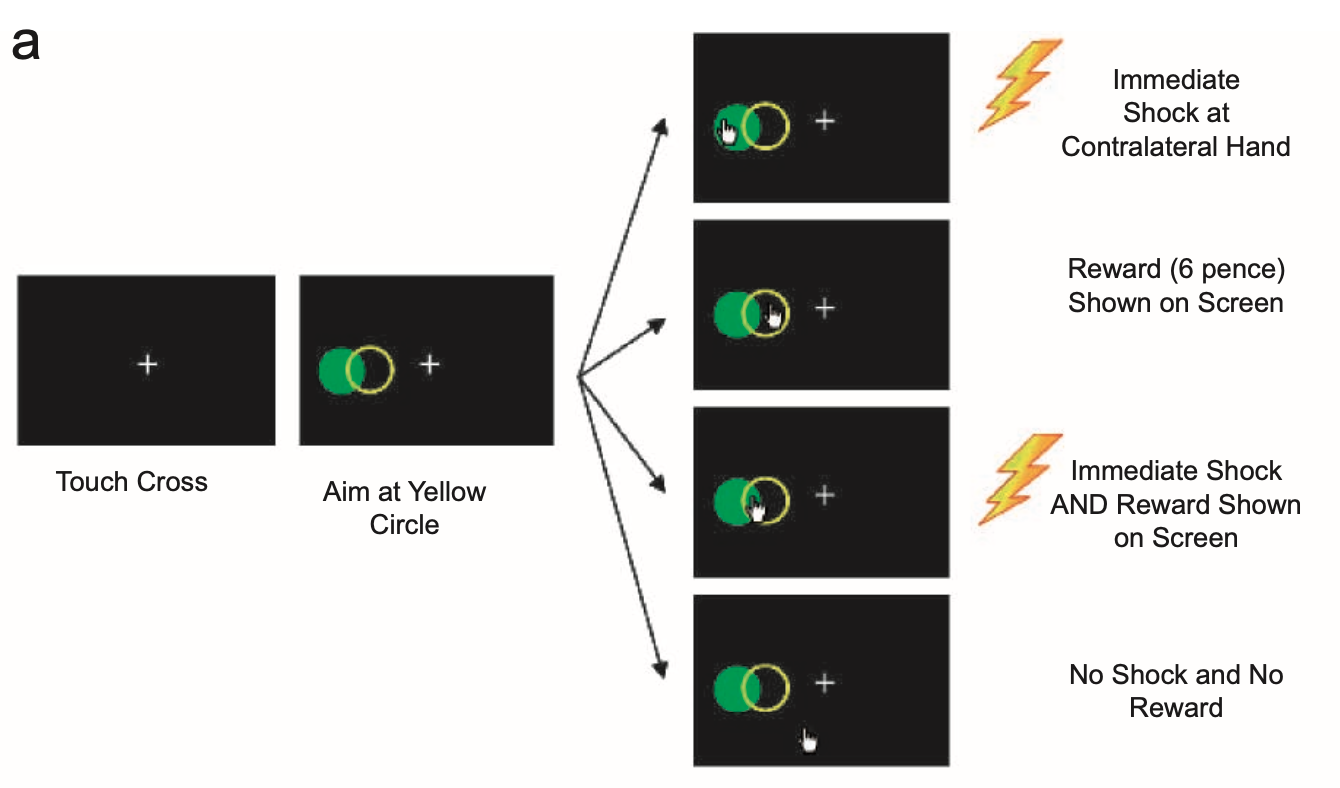 a
Touch Cross
Aim at Yellow
Circle
Immediate
Shock at
Contralateral Hand
Reward (6 pence)
Shown on Screen
Immediate Shock
AND Reward Shown
on Screen
No Shock and No
Reward